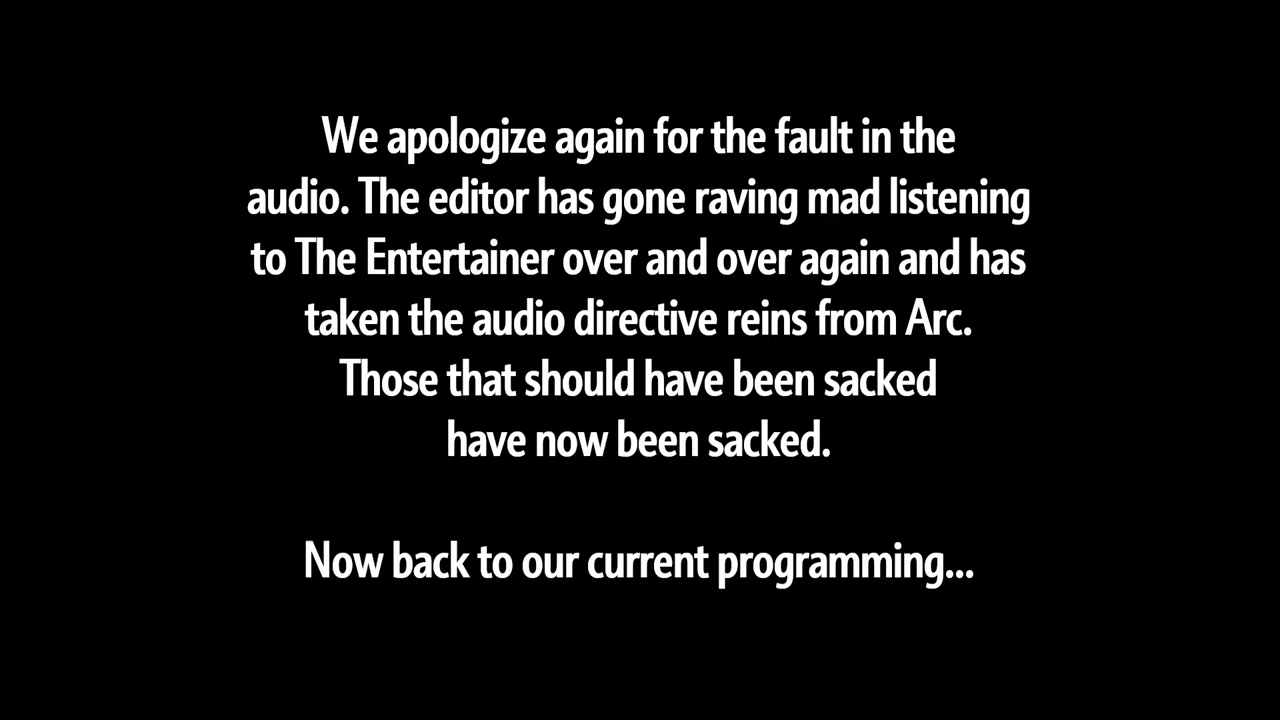 We apologize again for the fault in the
audio. The editor has gone raving mad listening
to The Entertainer over and over again and has
taken the audio directive reins from Arc.
Those that should have been sacked
have now been sacked.
Now back to our current programming...